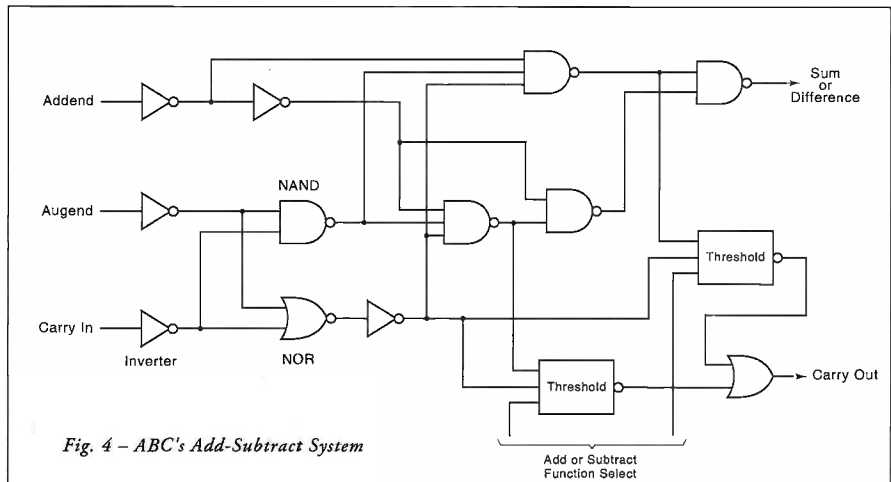 Sum
or
Difference
Addend
NAND
Augend
Threshold
Carry In
Inverter
NOR
Threshold
Carry Out
Fig. 4 – ABC's Add-Subtract System
Add or Subtract
Function Select